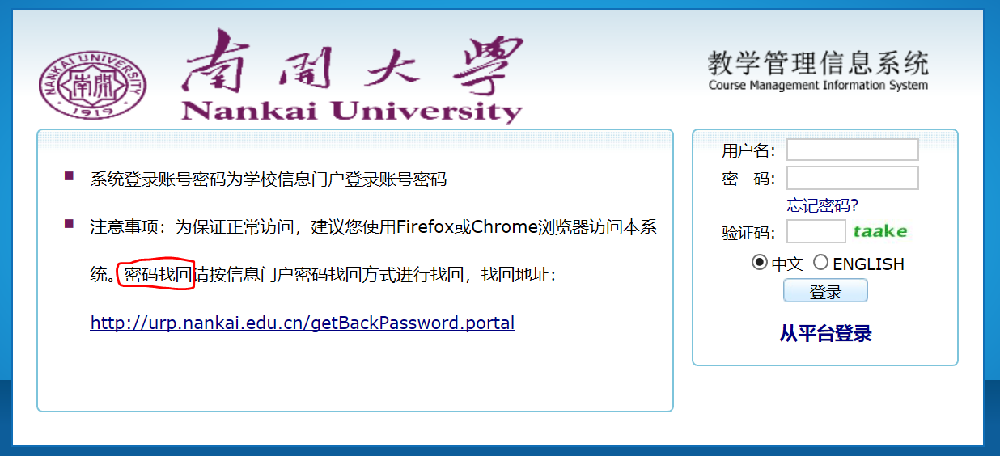 NANKAI UNIVERSITY
南開
1919
南開大學
Nankai University
教学管理信息系统
Course Management Information System
系统登录账号密码为学校信息门户登录账号密码
注意事项：为保证正常访问，建议您使用Firefox或Chrome浏览器访问本系
统。密码找回请按信息门户密码找回方式进行找回，找回地址：
http://urp.nankai.edu.cn/getBackPassword.portal
用户名：
密 码：
忘记密码?
验证码： taake
中文 ENGLISH
登录
从平台登录